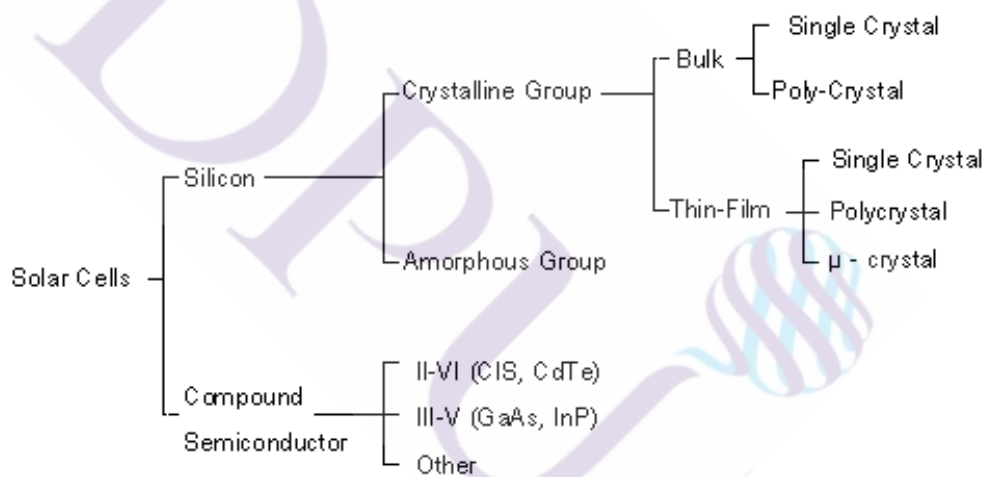 Single Crystal
Bulk
Poly-Crystal
Crystalline Group
Single Crystal
Silicon
Thin-Film
Polycrystal
Amorphous Group
μ - crystal
Solar Cells
II-VI (CIS, CdTe)
Compound
Semiconductor
III-V (GaAs, InP)
Other
DPU